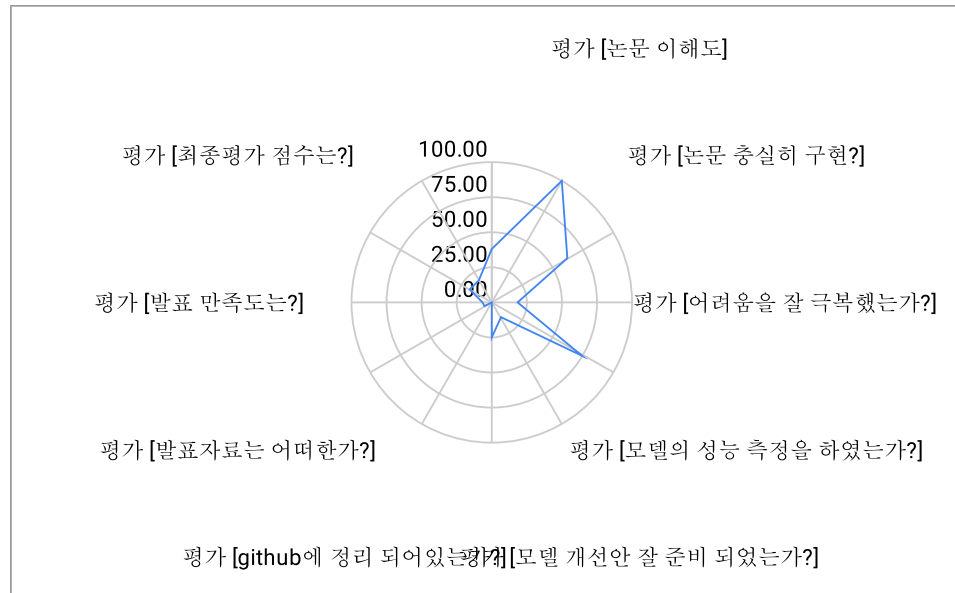 평가 [논문 이해도]
평가 [최종평가 점수는?]
평가 [논문 충실히 구현?]
100.00
75.00
50.00
25.00
0.00
평가 [발표 만족도는?]
평가 [어려움을 잘 극복했는가?]
평가 [발표자료는 어떠한가?]
평가 [모델의 성능 측정을 하였는가?]
평가 [github에 정리 되어있는가?]
평가 [모델 개선안 잘 준비 되었는가?]